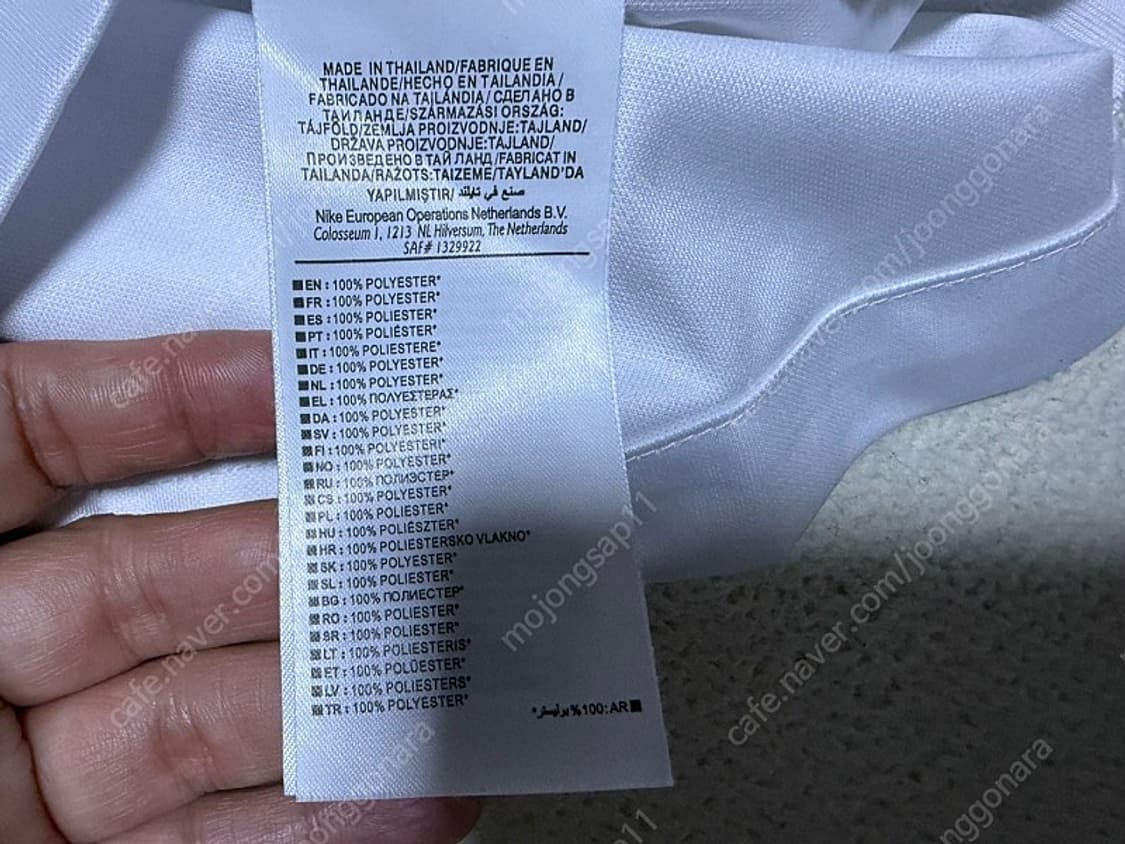 MADE IN THAILAND/FABRIQUE EN
THAILANDE/HECHO EN TAILANDIA/
FABRICADO NA TAILÂNDIA/СДЕЛАНО В
ТАИЛАНДЕ/SZÁRMAZÁSI ORSZÁG:
TÁJFÖLD/ZEMLJA PROIZVODNJE:TAJLAND/
DRŽAVA PROIZVODNJE:TAJLAND/
ПРОИЗВЕДЕНО В ТАЙЛАНД/FABRICAT IN
TAILANDA/RAŽOTS:TAIZEME/TAYLAND'DA
YAPILMIŞTIR/ صنع في تايلند
Nike European Operations Netherlands B.V.
Colosseum 1, 1213 NL Hilversum, The Netherlands
SAF# 1329922
EN : 100% POLYESTER*
FR : 100% POLYESTER*
ES : 100% POLIÉSTER*
PT : 100% POLIÉSTER*
IT : 100% POLIESTERE*
DE : 100% POLYESTER*
NL : 100% POLYESTER*
EL : 100% ΠΟΛΥΕΣΤΕΡΑΣ*
DA : 100% POLYESTER*
SV : 100% POLYESTER*
FI : 100% POLYESTERI*
NO : 100% POLYESTER*
RU : 100% ПОЛИЭСТЕР*
CS : 100% POLYESTER*
PL : 100% POLIESTER*
HU : 100% POLIÉSZTER*
HR : 100% POLIESTERSKO VLAKNO*
SK : 100% POLYESTER*
SL : 100% POLIESTER*
BG : 100% ПОЛИЕСТЕР*
RO : 100% POLIESTER*
SR : 100% POLIESTER*
LT : 100% POLIESTERIS*
ET : 100% POLÜESTER*
LV : 100% POLIESTERS*
TR : 100% POLYESTER*
AR :100% بوليستر*
cafe.naver.com/joonggonara
mojongsap11